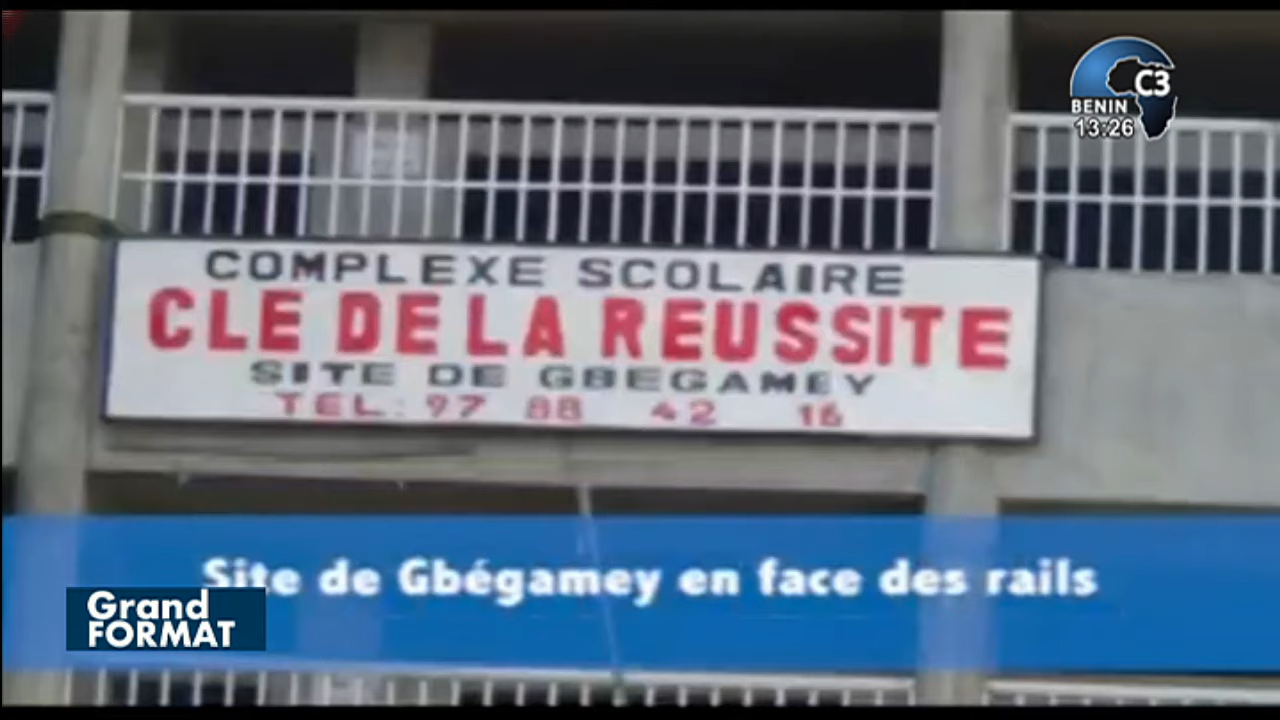 C3
BENIN
13:26
COMPLEXE SCOLAIRE
CLE DE LA REUSSITE
SITE DE GBEGAMEY
TEL: 97 88 42 16
Site de Gbégamey en face des rails
Grand
FORMAT